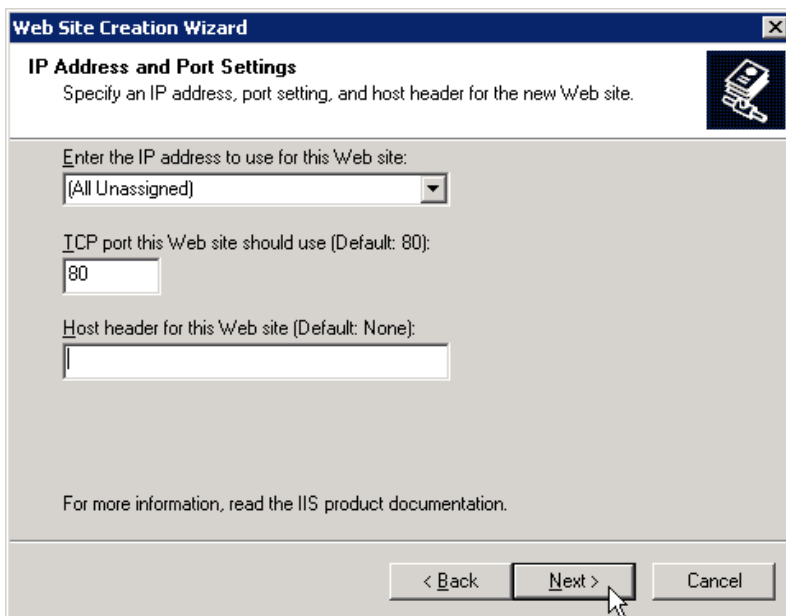 Web Site Creation Wizard
IP Address and Port Settings
Specify an IP address, port setting, and host header for the new Web site.
Enter the IP address to use for this Web site:
(All Unassigned)
TCP port this Web site should use (Default: 80):
80
Host header for this Web site (Default: None):
For more information, read the IIS product documentation.
< Back
Next >
Cancel